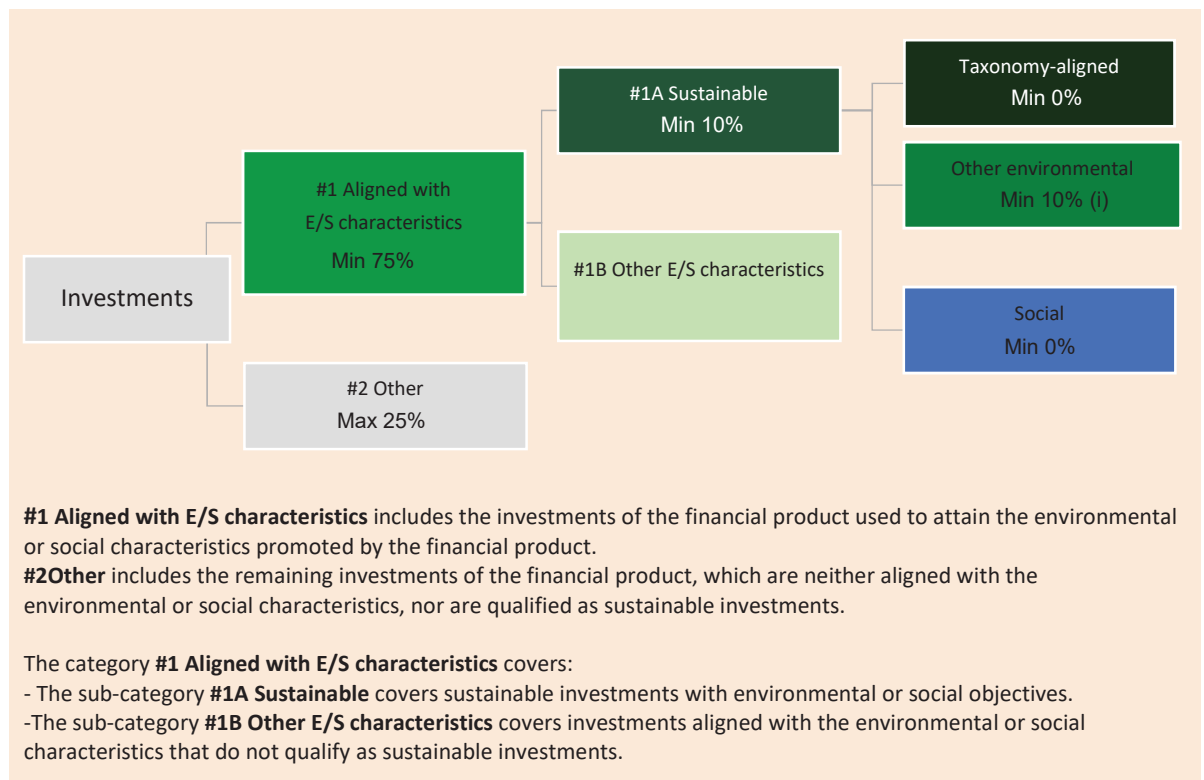 Investments
#1 Aligned with
E/S characteristics
Min 75%
#2 Other
Max 25%
#1A Sustainable
Min 10%
#1B Other E/S characteristics
Taxonomy-aligned
Min 0%
Other environmental
Min 10% (i)
Social
Min 0%
#1 Aligned with E/S characteristics includes the investments of the financial product used to attain the environmental
or social characteristics promoted by the financial product.
#2Other includes the remaining investments of the financial product, which are neither aligned with the
environmental or social characteristics, nor are qualified as sustainable investments.
The category #1 Aligned with E/S characteristics covers:
- The sub-category #1A Sustainable covers sustainable investments with environmental or social objectives.
-The sub-category #1B Other E/S characteristics covers investments aligned with the environmental or social
characteristics that do not qualify as sustainable investments.